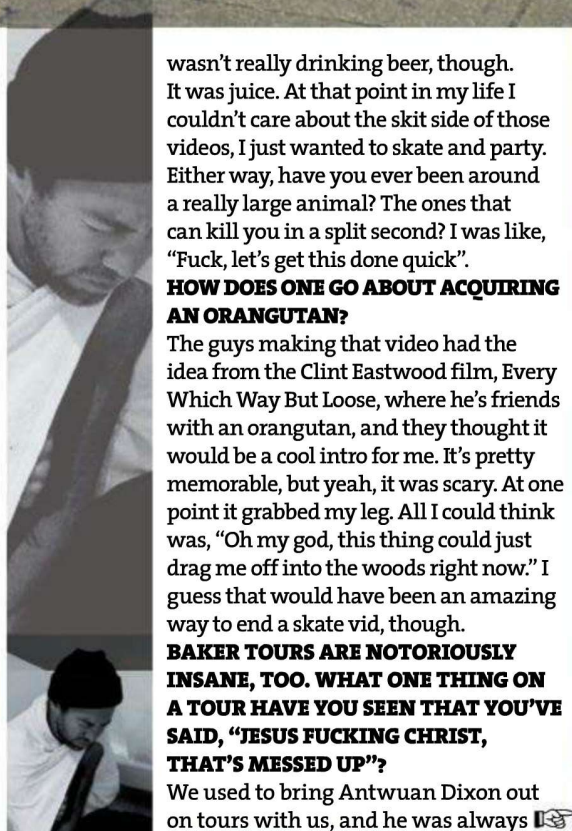 wasn't really drinking beer, though.
It was juice. At that point in my life I
couldn't care about the skit side of those
videos, I just wanted to skate and party.
Either way, have you ever been around
a really large animal? The ones that
can kill you in a split second? I was like,
“Fuck, let's get this done quick”.
HOW DOES ONE GO ABOUT ACQUIRING
AN ORANGUTAN?
The guys making that video had the
idea from the Clint Eastwood film, Every
Which Way But Loose, where he's friends
with an orangutan, and they thought it
would be a cool intro for me. It's pretty
memorable, but yeah, it was scary. At one
point it grabbed my leg. All I could think
was, “Oh my god, this thing could just
drag me off into the woods right now.” I
guess that would have been an amazing
way to end a skate vid, though.
BAKER TOURS ARE NOTORIOUSLY
INSANE, TOO. WHAT ONE THING ON
A TOUR HAVE YOU SEEN THAT YOU'VE
SAID, “JESUS FUCKING CHRIST,
THAT'S MESSED UP”?
We used to bring Antwuan Dixon out
on tours with us, and he was always